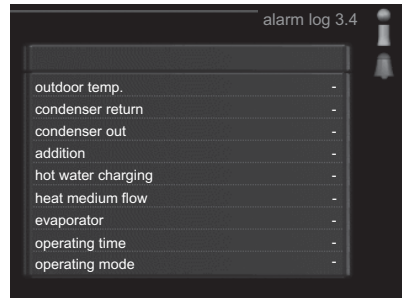 alarm log 3.4
outdoor temp. -
condenser return -
condenser out -
addition -
hot water charging -
heat medium flow -
evaporator -
operating time -
operating mode -